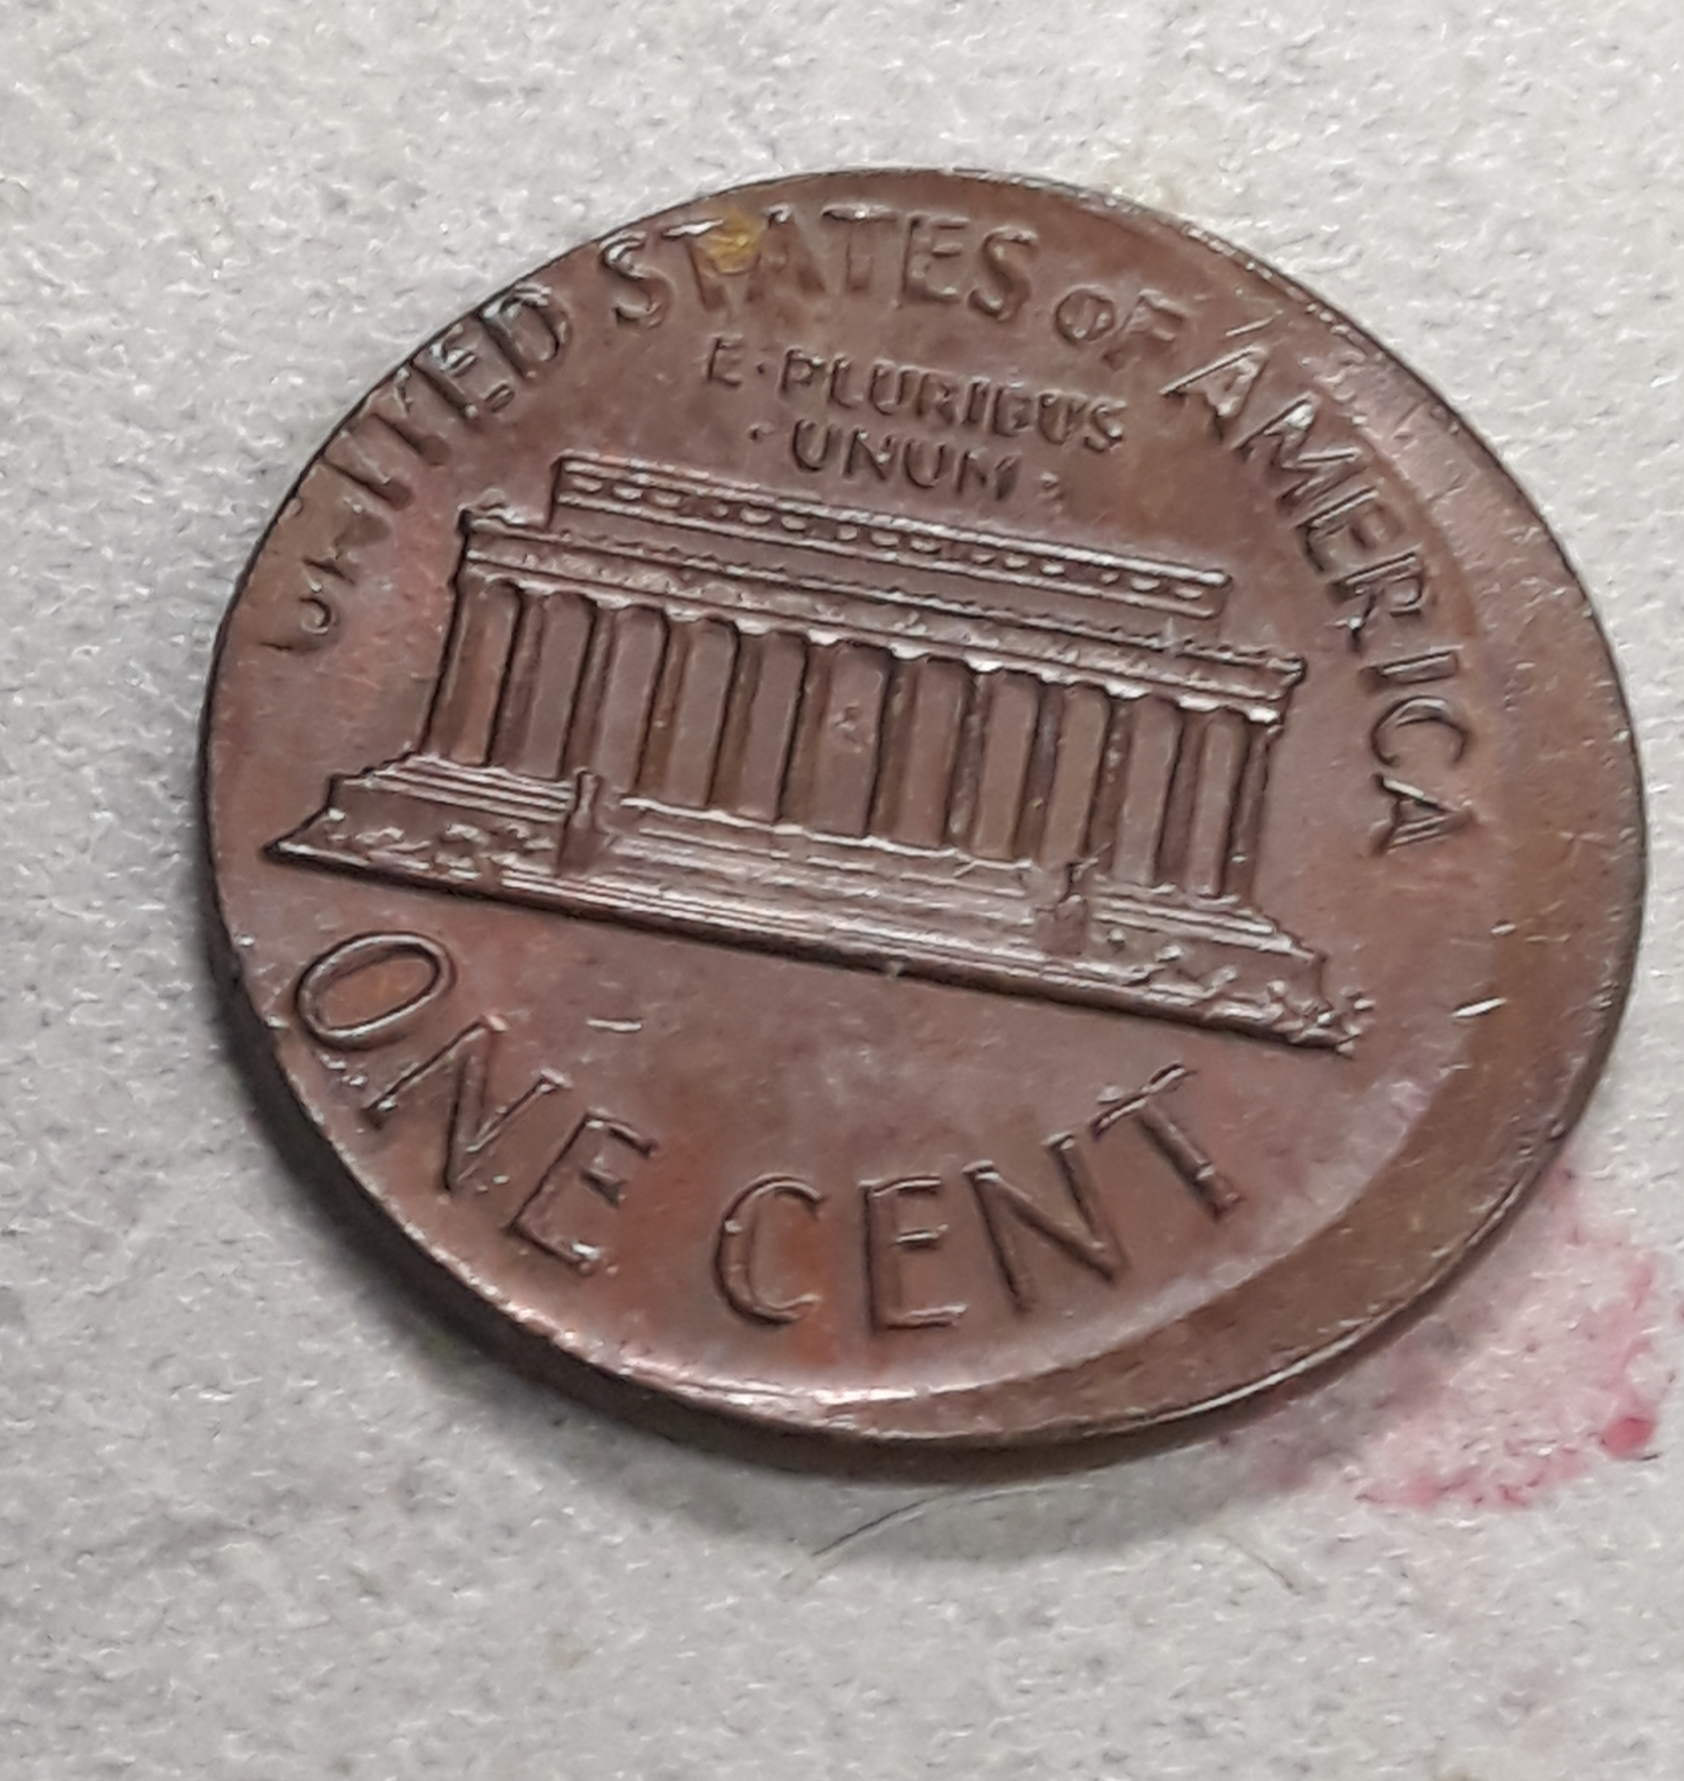 UNITED STATES OF AMERICA
E·PLURIBUS
·UNUM·
ONE CENT